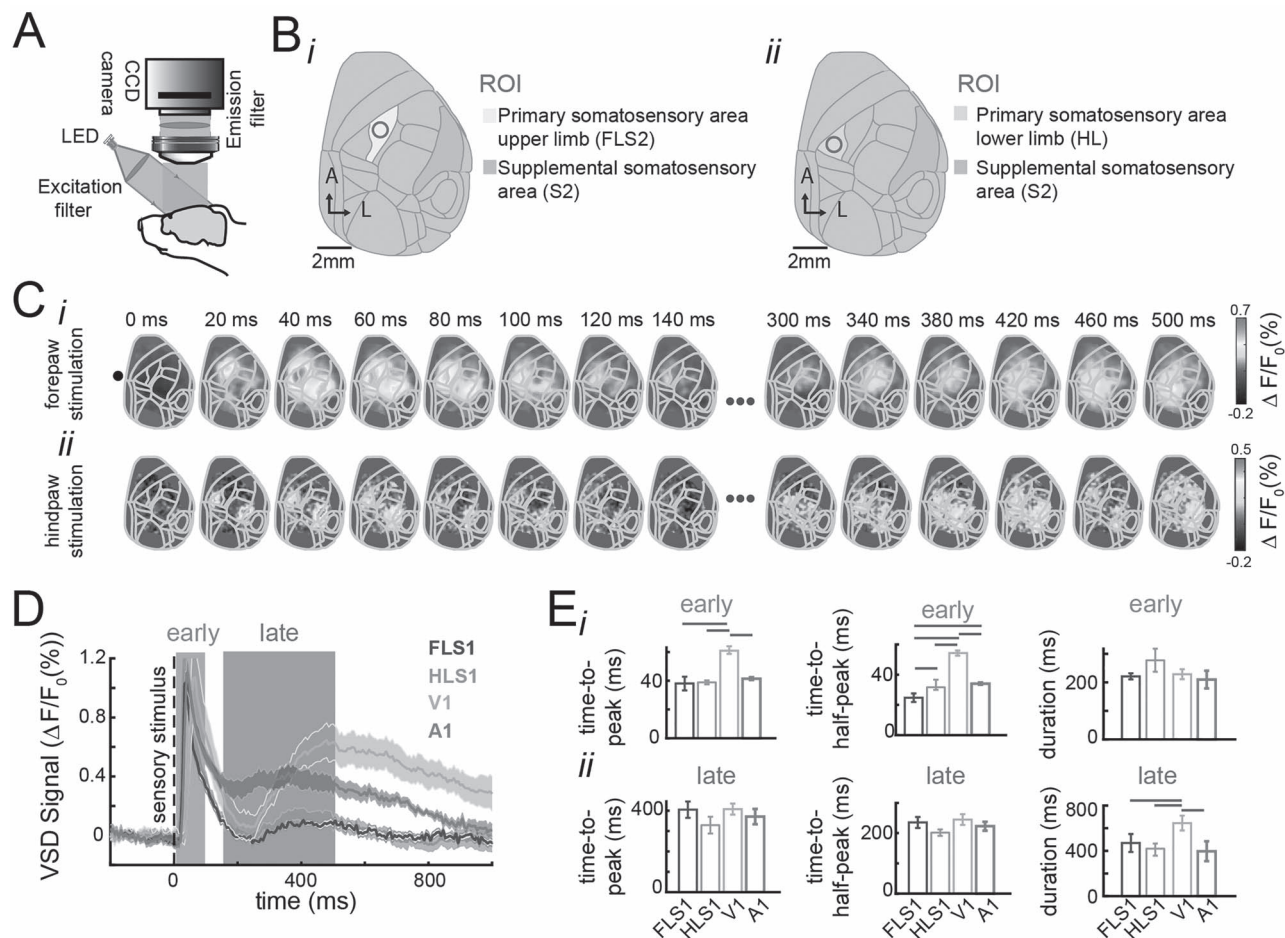 A
CCD
camera
Emission
filter
LED
Excitation
filter
B
i
ROI
Primary somatosensory area
upper limb (FLS2)
Supplemental somatosensory
area (S2)
A
L
2mm
ii
ROI
Primary somatosensory area
lower limb (HL)
Supplemental somatosensory
area (S2)
A
L
2mm
C
i
forepaw
stimulation
0 ms 20 ms 40 ms 60 ms 80 ms 100 ms 120 ms 140 ms 300 ms 340 ms 380 ms 420 ms 460 ms 500 ms
0.7
Δ F/F0(%)
-0.2
ii
hindpaw
stimulation
0.5
Δ F/F0(%)
-0.2
D
early late
sensory stimulus
FLS1
HLS1
V1
A1
VSD Signal (ΔF/F0(%))
1.2
0.8
0.4
0
0 400 800
time (ms)
E
i
early
time-to-
peak (ms)
40
0
early
time-to-
half-peak (ms)
40
0
early
duration (ms)
200
0
ii
late
time-to-
peak (ms)
400
200
0
FLS1 HLS1 V1 A1
late
time-to-
half-peak (ms)
200
0
FLS1 HLS1 V1 A1
late
duration (ms)
800
400
0
FLS1 HLS1 V1 A1